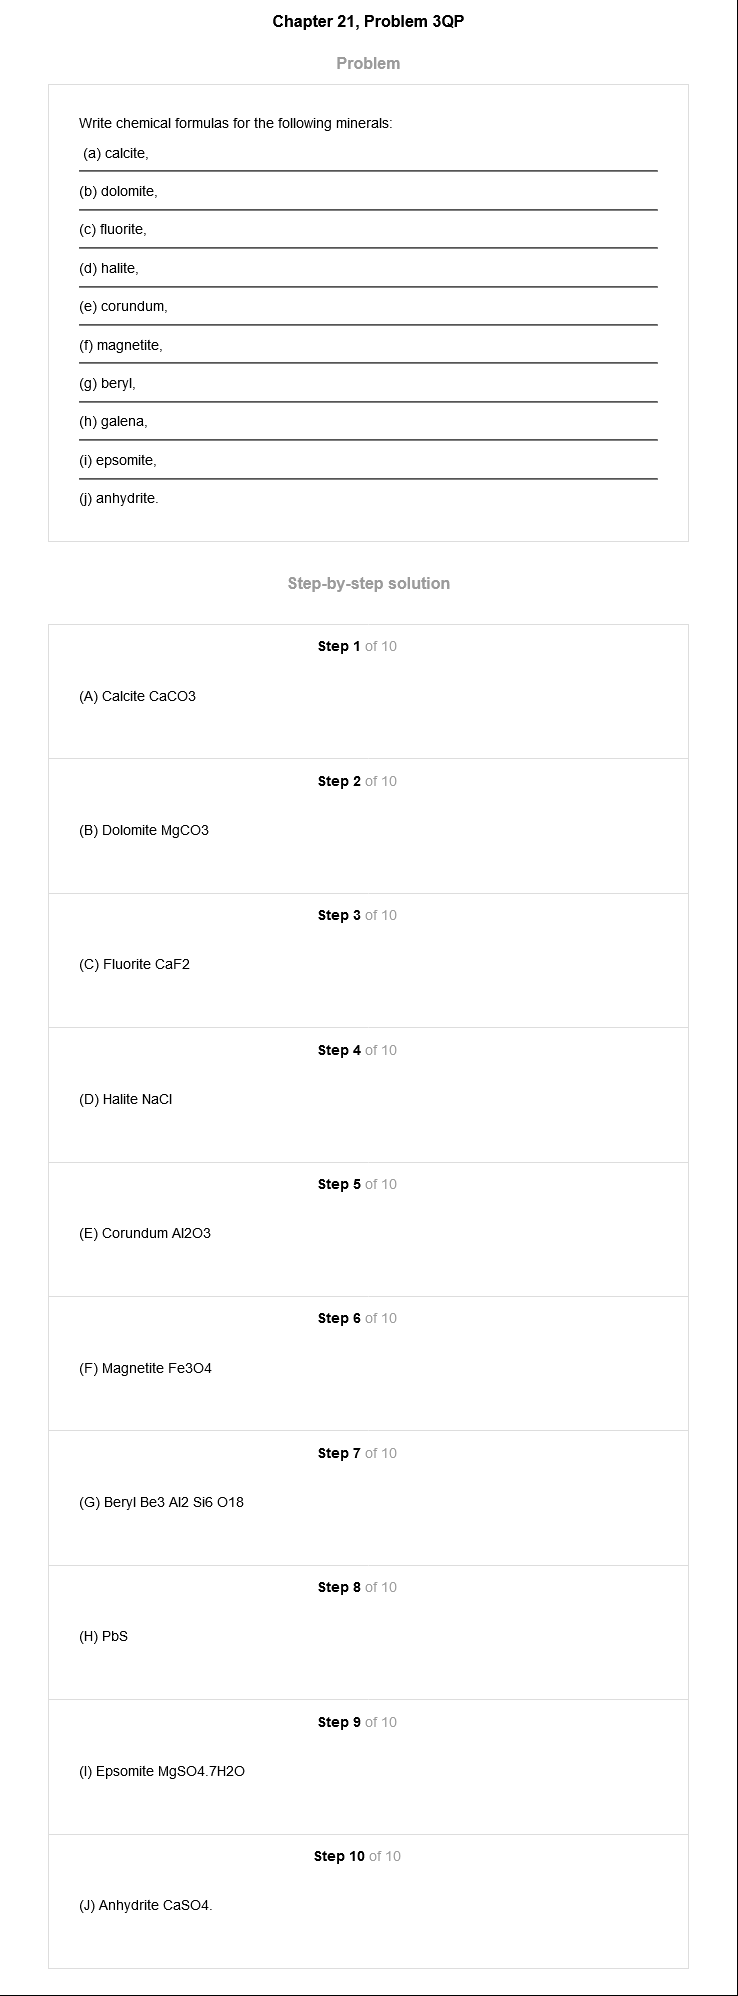 Chapter 21, Problem 3QP
Problem
Write chemical formulas for the following minerals:
(a) calcite,
(b) dolomite,
(c) fluorite,
(d) halite,
(e) corundum,
(f) magnetite,
(g) beryl,
(h) galena,
(i) epsomite,
(j) anhydrite.
Step-by-step solution
Step 1 of 10
(A) Calcite CaCO3
Step 2 of 10
(B) Dolomite MgCO3
Step 3 of 10
(C) Fluorite CaF2
Step 4 of 10
(D) Halite NaCl
Step 5 of 10
(E) Corundum Al2O3
Step 6 of 10
(F) Magnetite Fe3O4
Step 7 of 10
(G) Beryl Be3 Al2 Si6 O18
Step 8 of 10
(H) PbS
Step 9 of 10
(I) Epsomite MgSO4.7H2O
Step 10 of 10
(J) Anhydrite CaSO4.